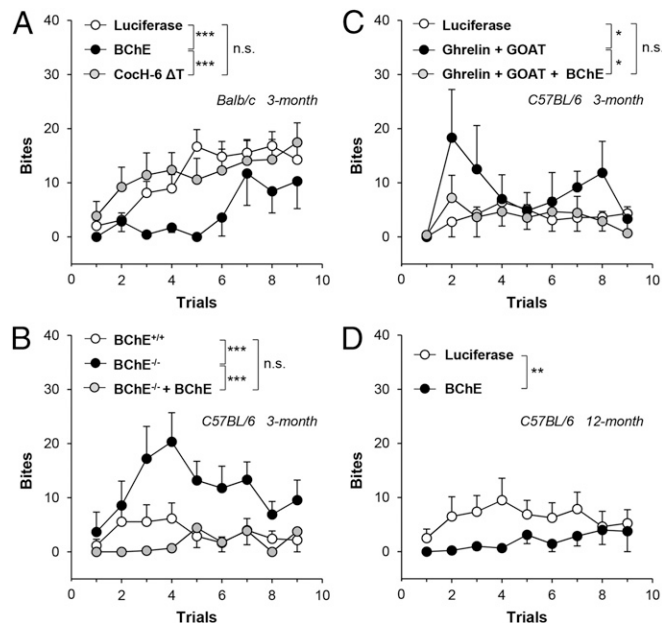 A
Luciferase
BChE
CocH-6 ΔT
***
***
n.s.
Balb/c 3-month
40
30
20
10
0
Bites
0 2 4 6 8 10
Trials
C
Luciferase
Ghrelin + GOAT
Ghrelin + GOAT + BChE
*
*
n.s.
C57BL/6 3-month
40
30
20
10
0
Bites
0 2 4 6 8 10
Trials
B
BChE+/+
BChE-/-
BChE-/- + BChE
***
***
n.s.
C57BL/6 3-month
40
30
20
10
0
Bites
0 2 4 6 8 10
Trials
D
Luciferase
BChE
**
C57BL/6 12-month
40
30
20
10
0
Bites
0 2 4 6 8 10
Trials